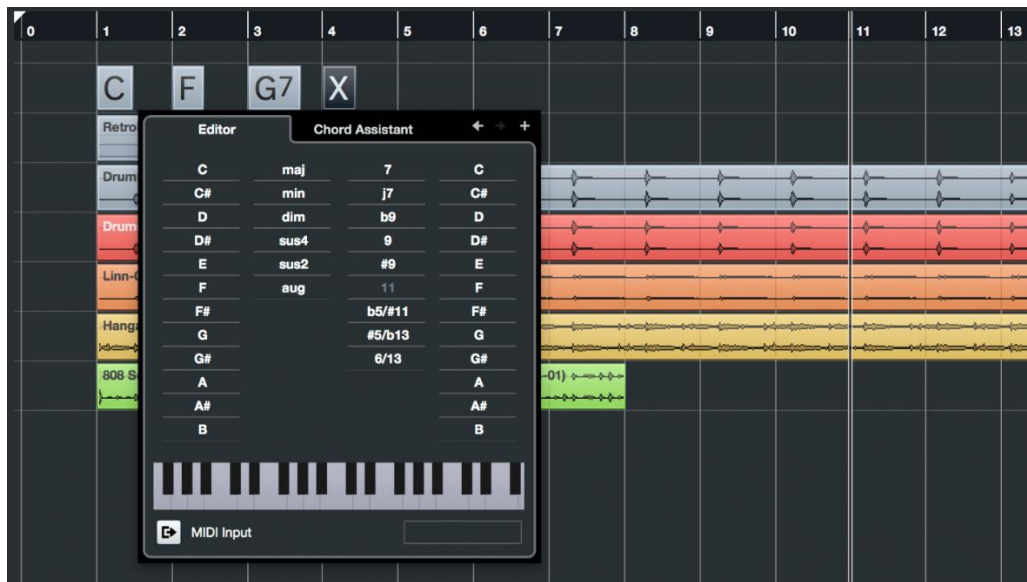 0 1 2 3 4 5 6 7 8 9 10 11 12 13
C F G7 X
Retro
Editor Chord Assistant
C maj 7 C
Drum
C# min j7 C#
D dim b9 D
Drum
D# sus4 9 D#
E sus2 #9 E
Linn-
F aug 11 F
F# b5/#11 F#
Hanga
G #5/b13 G
G# 6/13 G#
808 S -01)
A A
A# A#
B B
MIDI Input